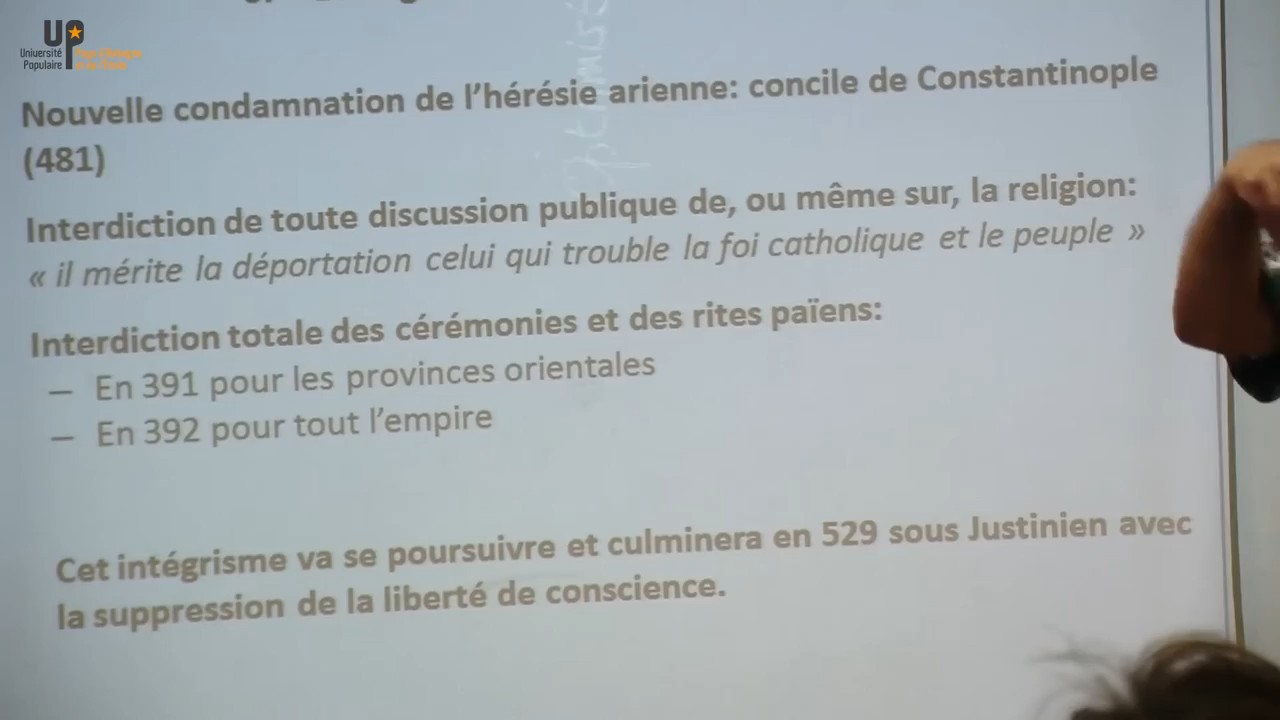 UP
Université
Populaire
Nouvelle condamnation de l’hérésie arienne: concile de Constantinople
(481)
Interdiction de toute discussion publique de, ou même sur, la religion:
« il mérite la déportation celui qui trouble la foi catholique et le peuple »
Interdiction totale des cérémonies et des rites païens:
– En 391 pour les provinces orientales
– En 392 pour tout l’empire
Cet intégrisme va se poursuivre et culminera en 529 sous Justinien avec
la suppression de la liberté de conscience.